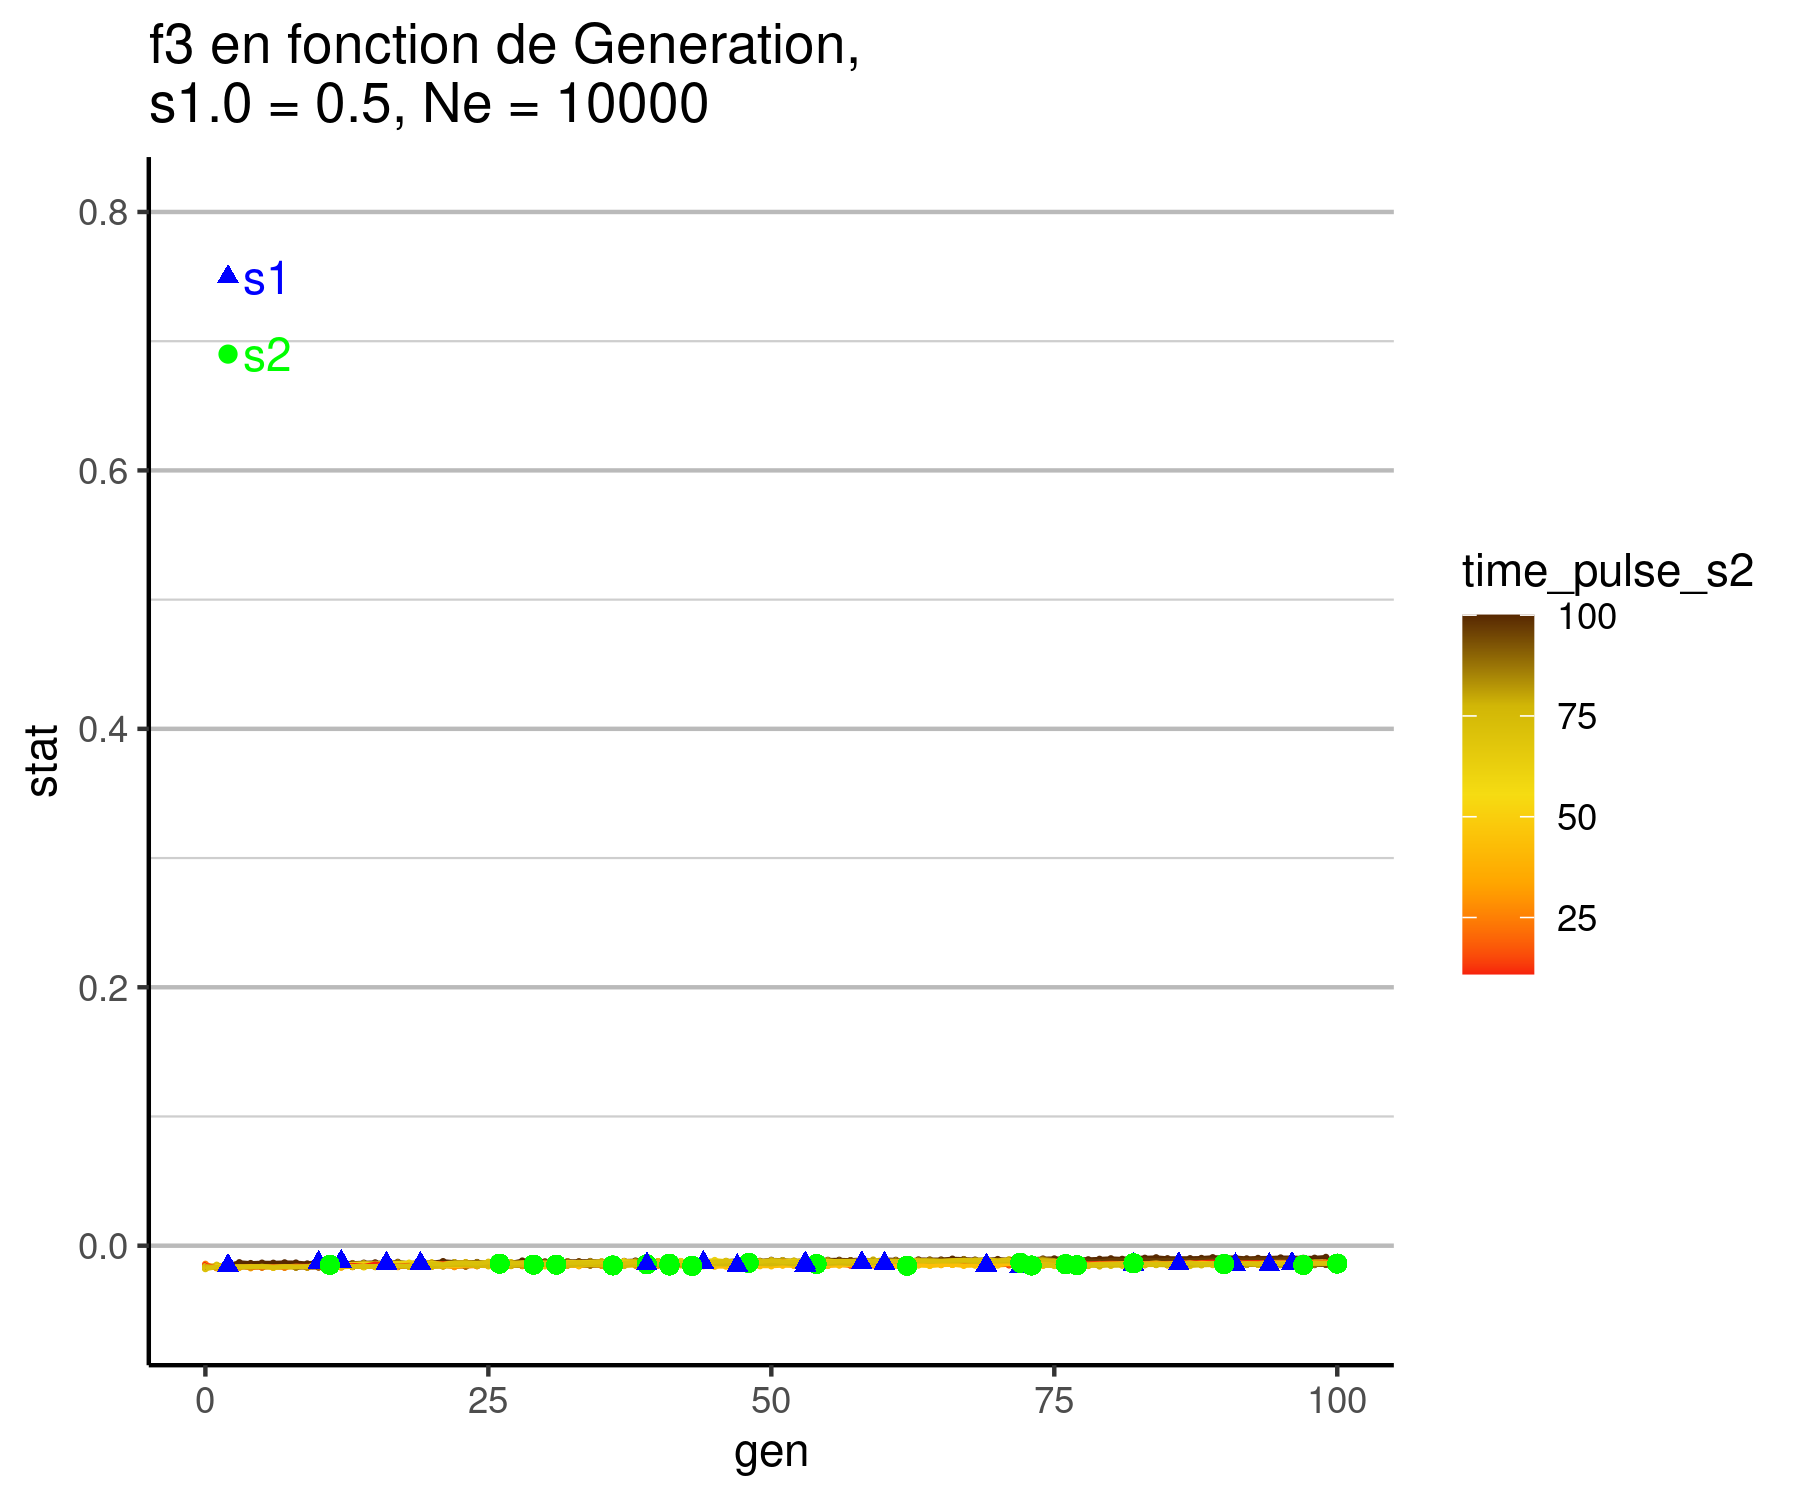 f3 en fonction de Generation,
s1.0 = 0.5, Ne = 10000
0.8
s1
s2
0.6
time_pulse_s2
100
75
50
25
stat
0.4
0.2
0.0
0
25
50
75
100
gen